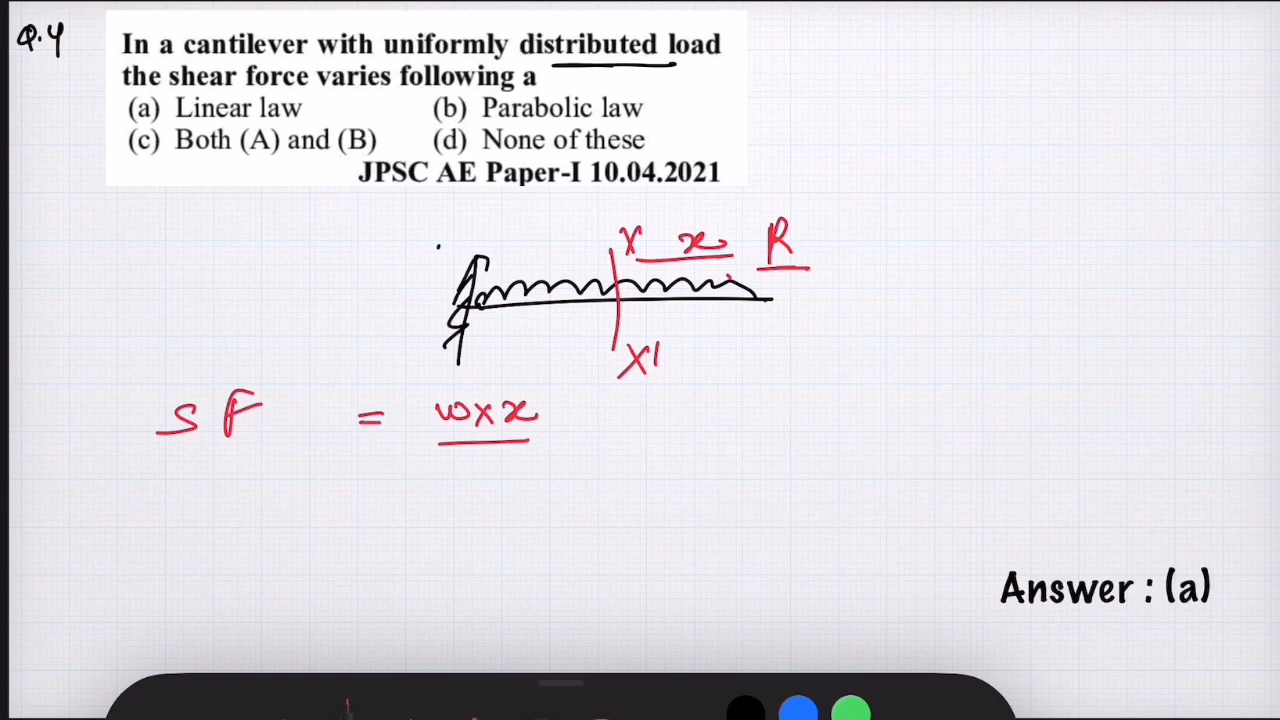 Q.4
In a cantilever with uniformly distributed load
the shear force varies following a
(a) Linear law (b) Parabolic law
(c) Both (A) and (B) (d) None of these
JPSC AE Paper-I 10.04.2021
X x R
X'
SF = w×x
Answer : (a)